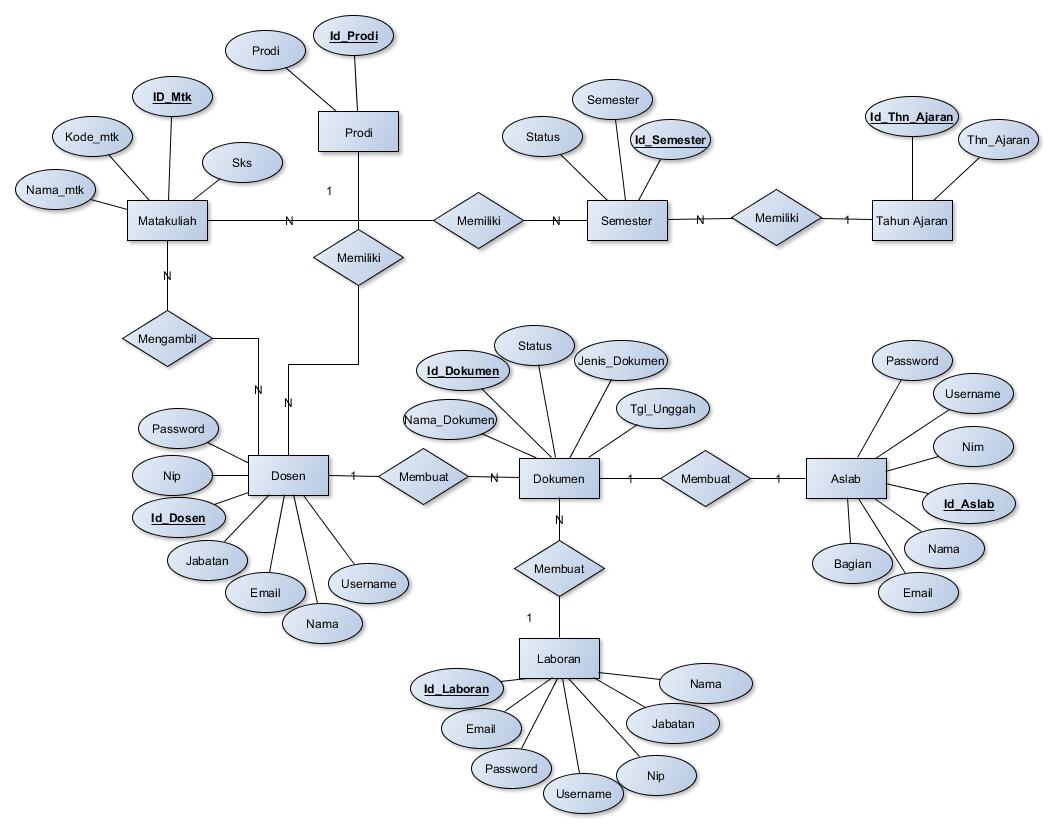 Id_Prodi
Prodi
ID_Mtk
Kode_mtk
Sks
Nama_mtk
Matakuliah
Prodi
1
N
Memiliki
Memiliki
N
Semester
Status
Semester
Id_Semester
N
Memiliki
1
Tahun Ajaran
Id_Thn_Ajaran
Thn_Ajaran
N
Mengambil
N
N
Password
Nip
Id_Dosen
Jabatan
Email
Nama
Username
Dosen
1
Membuat
N
Dokumen
Nama_Dokumen
Id_Dokumen
Status
Jenis_Dokumen
Tgl_Unggah
1
Membuat
1
Aslab
Password
Username
Nim
Id_Aslab
Nama
Email
Bagian
N
Membuat
1
Laboran
Id_Laboran
Email
Password
Username
Nip
Jabatan
Nama